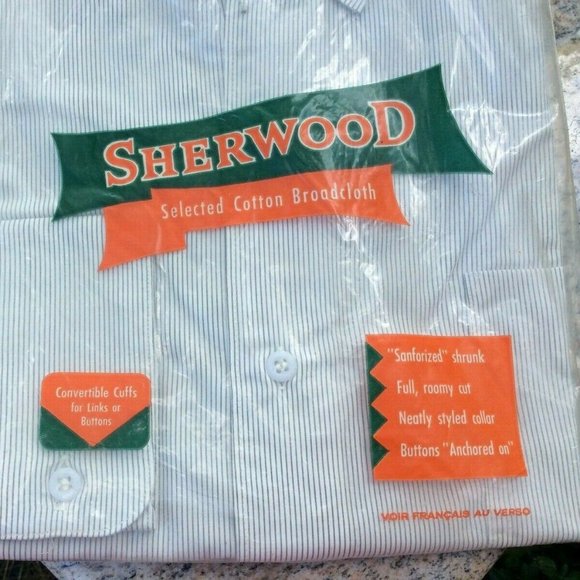 SHERWOOD
Selected Cotton Broadcloth
Convertible Cuffs
for Links or
Buttons
"Sanforized" shrunk
Full, roomy cut
Neatly styled collar
Buttons "Anchored on"
VOIR FRANÇAIS AU VERSO